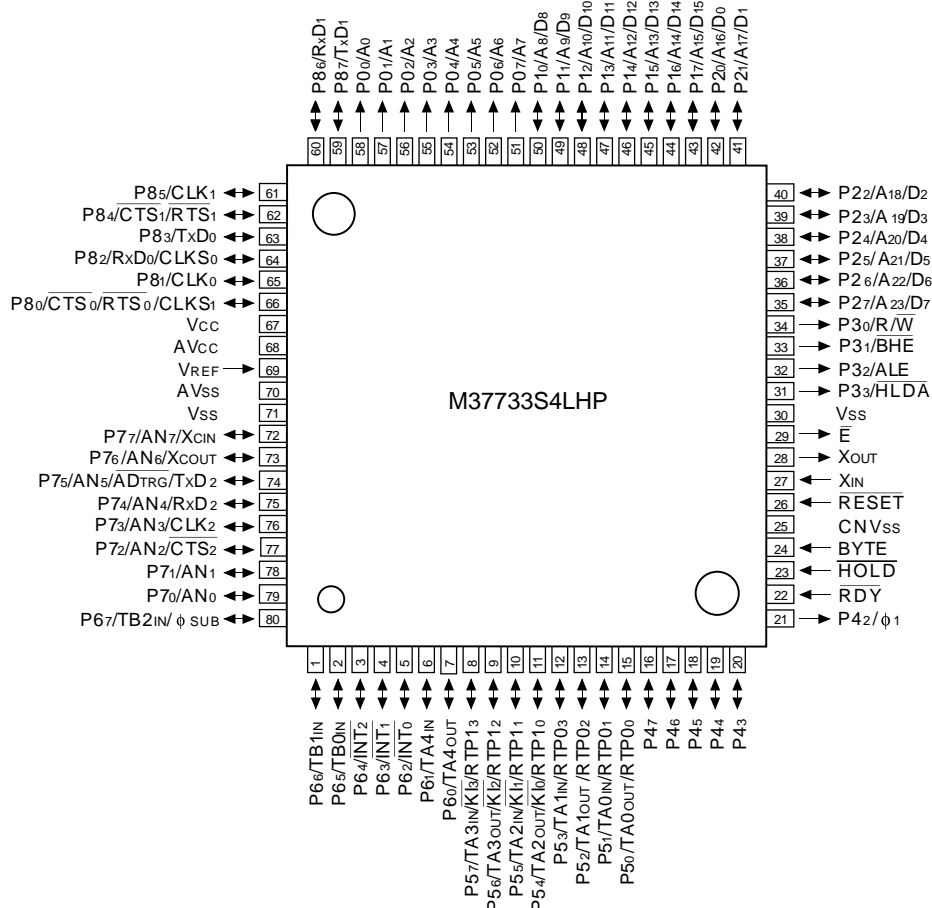 P86/RxD1
P87/TxD1
P00/A0
P01/A1
P02/A2
P03/A3
P04/A4
P05/A5
P06/A6
P07/A7
P10/A8/D8
P11/A9/D9
P12/A10/D10
P13/A11/D11
P14/A12/D12
P15/A13/D13
P16/A14/D14
P17/A15/D15
P20/A16/D0
P21/A17/D1
60 59 58 57 56 55 54 53 52 51 50 49 48 47 46 45 44 43 42 41
P85/CLK1 61
P84/CTS1/RTS1 62
P83/TxD0 63
P82/RxD0/CLKS0 64
P81/CLK0 65
P80/CTS0/RTS0/CLKS1 66
VCC 67
AVCC 68
VREF 69
AVSS 70
VSS 71
P77/AN7/XCIN 72
P76/AN6/XCOUT 73
P75/AN5/ADTRG/TxD2 74
P74/AN4/RxD2 75
P73/AN3/CLK2 76
P72/AN2/CTS2 77
P71/AN1 78
P70/AN0 79
P67/TB2IN/φSUB 80
M37733S4LHP
40 P22/A18/D2
39 P23/A19/D3
38 P24/A20/D4
37 P25/A21/D5
36 P26/A22/D6
35 P27/A23/D7
34 P30/R/W
33 P31/BHE
32 P32/ALE
31 P33/HLDA
30 VSS
29 E
28 XOUT
27 XIN
26 RESET
25 CNVSS
24 BYTE
23 HOLD
22 RDY
21 P42/φ1
1 2 3 4 5 6 7 8 9 10 11 12 13 14 15 16 17 18 19 20
P66/TB1IN
P65/TB0IN
P64/INT2
P63/INT1
P62/INT0
P61/TA4IN
P60/TA4OUT
P57/TA3IN/KI3/RTP13
P56/TA3OUT/KI2/RTP12
P55/TA2IN/KI1/RTP11
P54/TA2OUT/KI0/RTP10
P53/TA1IN/RTP03
P52/TA1OUT/RTP02
P51/TA0IN/RTP01
P50/TA0OUT/RTP00
P47
P46
P45
P44
P43